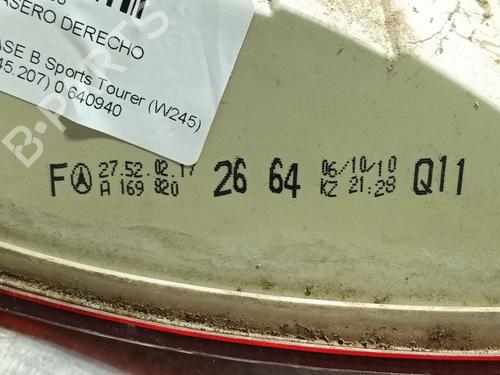 ASERO DERECHO
ASE B Sports Tourer (W245)
45.207) 0 640940
B-PARTS
F 27.52.02.17 26 64 06/10/10 Q11
A 169 820 KZ 21:28